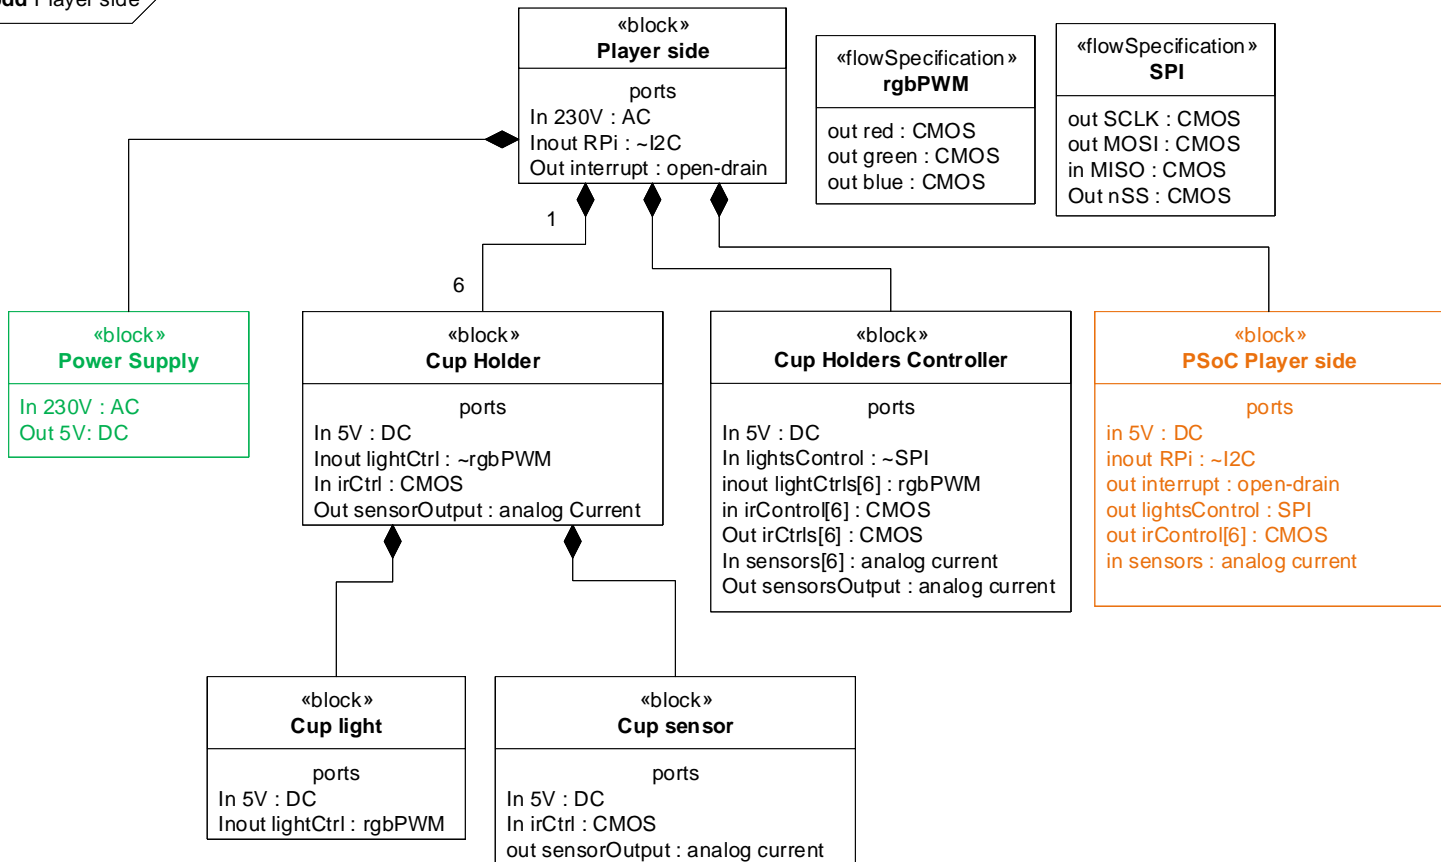 bdd Player side
«block»
Player side
ports
In 230V : AC
Inout RPi : ~I2C
Out interrupt : open-drain
«flowSpecification»
rgbPWM
out red : CMOS
out green : CMOS
out blue : CMOS
«flowSpecification»
SPI
out SCLK : CMOS
out MOSI : CMOS
in MISO : CMOS
Out nSS : CMOS
1
6
«block»
Power Supply
In 230V : AC
Out 5V: DC
«block»
Cup Holder
ports
In 5V : DC
Inout lightCtrl : ~rgbPWM
In irCtrl : CMOS
Out sensorOutput : analog Current
«block»
Cup Holders Controller
ports
In 5V : DC
In lightsControl : ~SPI
inout lightCtrls[6] : rgbPWM
in irControl[6] : CMOS
Out irCtrls[6] : CMOS
In sensors[6] : analog current
Out sensorsOutput : analog current
«block»
PSoC Player side
ports
in 5V : DC
inout RPi : ~I2C
out interrupt : open-drain
out lightsControl : SPI
out irControl[6] : CMOS
in sensors : analog current
«block»
Cup light
ports
In 5V : DC
Inout lightCtrl : rgbPWM
«block»
Cup sensor
ports
In 5V : DC
In irCtrl : CMOS
out sensorOutput : analog current